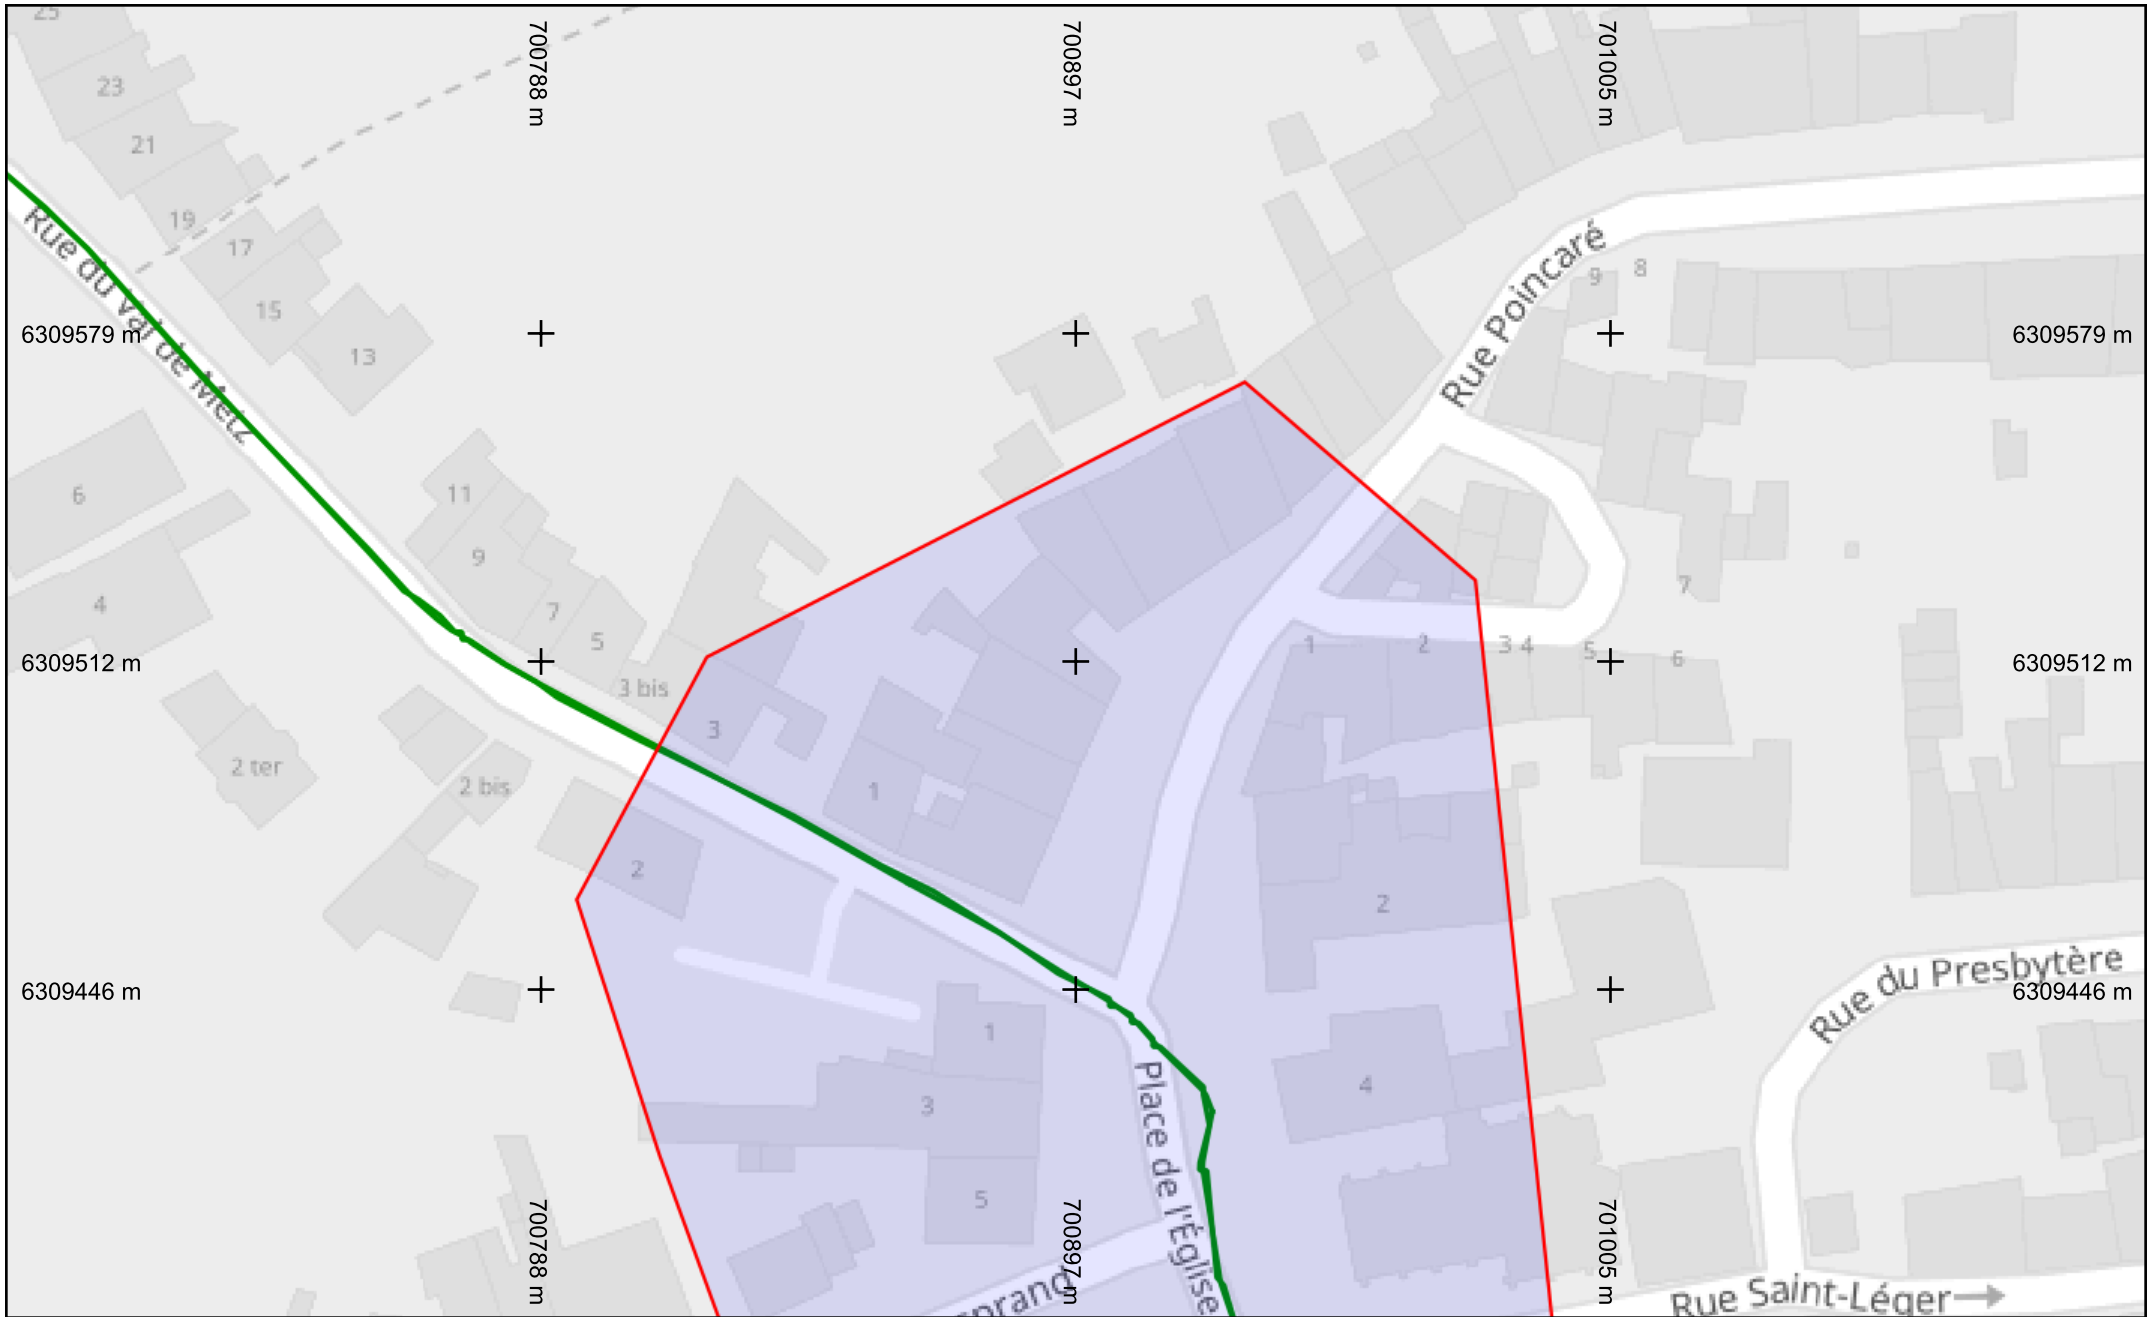 25
23
21
19
17
15
13
11
9
7
5
3 bis
3
1
6
4
2 ter
2 bis
2
1
3
5
1
2
3 4
5
6
7
9
8
2
4
700788 m
700897 m
701005 m
6309579 m
6309579 m
6309512 m
6309512 m
6309446 m
6309446 m
700788 m
700897 m
701005 m
Rue du Val de Metz
Rue Poincaré
Place de l'Église
Rue du Presbytère
Rue Saint-Léger